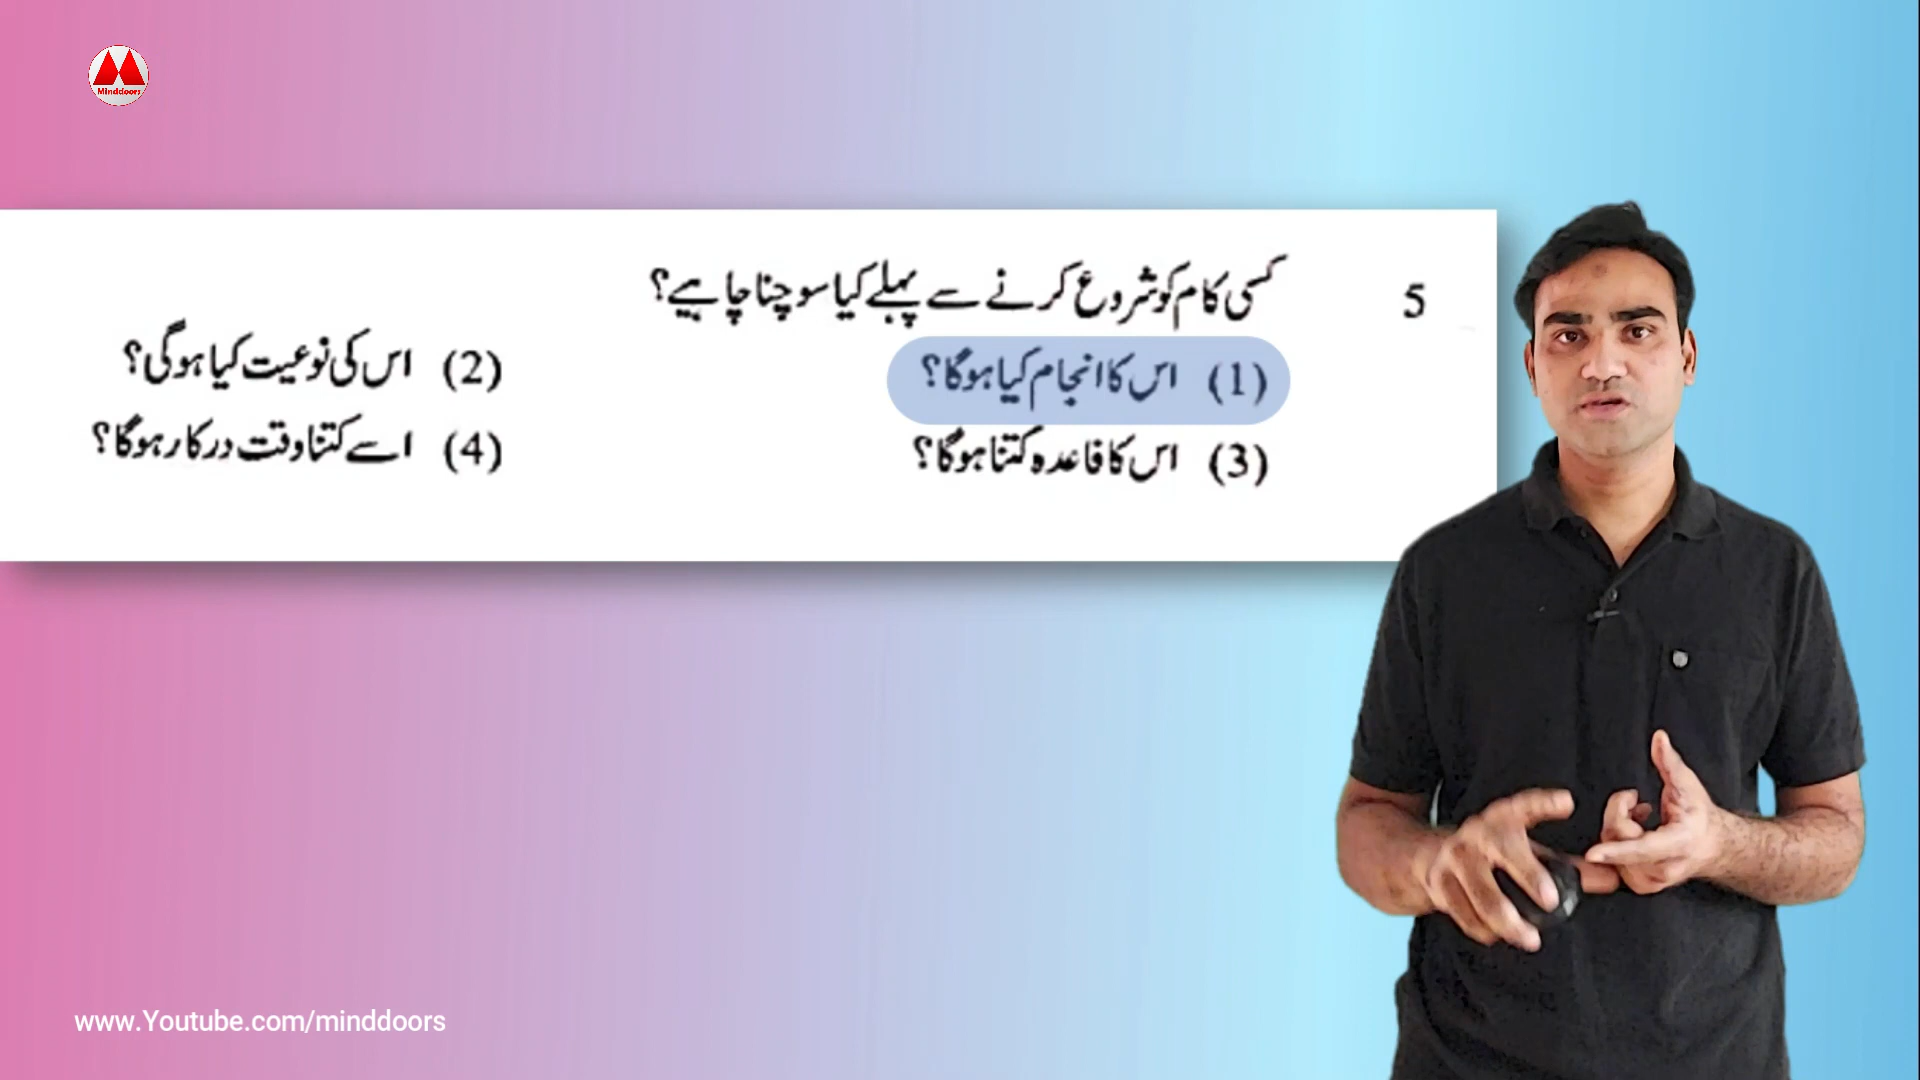 Minddoors
5 کسی کام کو شروع کرنے سے پہلے کیا سوچنا چاہیے؟
(1) اس کا انجام کیا ہوگا؟ (2) اس کی نوعیت کیا ہوگی؟
(3) اس کا فاعدہ کتنا ہوگا؟ (4) اسے کتنا وقت درکار ہوگا؟
www.Youtube.com/minddoors